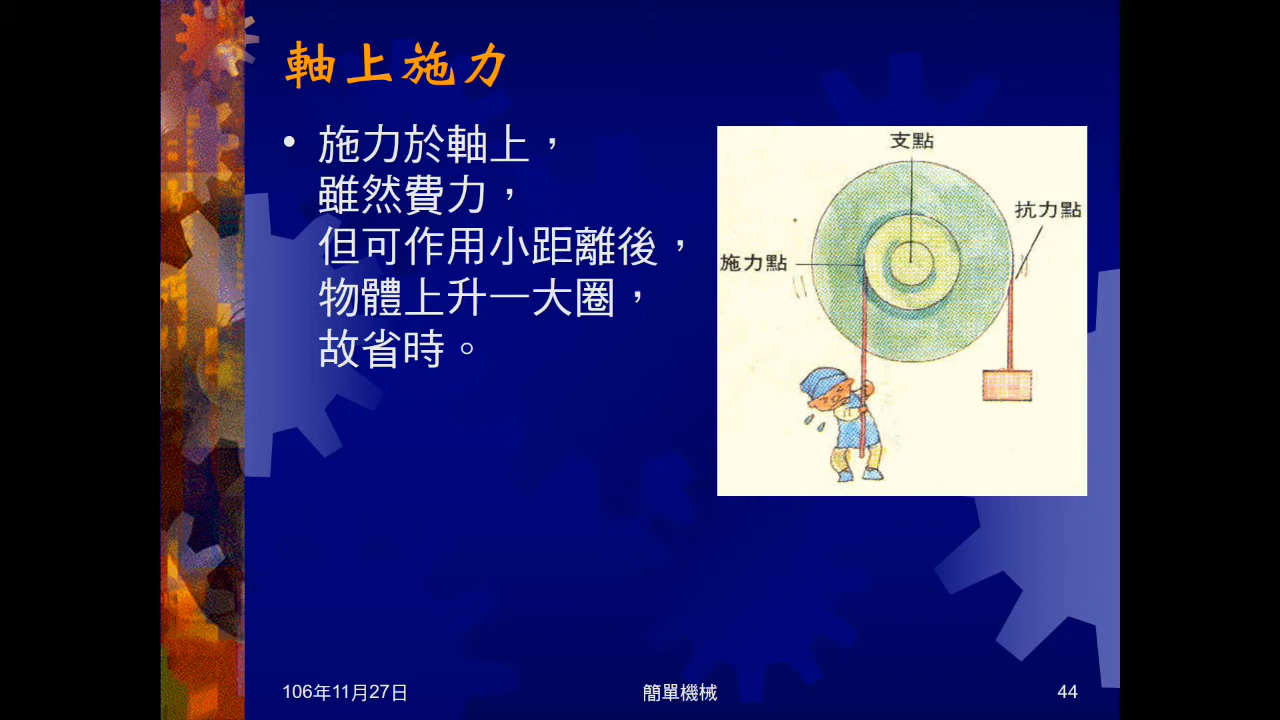 軸上施力
• 施力於軸上，
雖然費力，
但可作用小距離後，
物體上升一大圈，
故省時。
支點
抗力點
施力點
106年11月27日
簡單機械
44